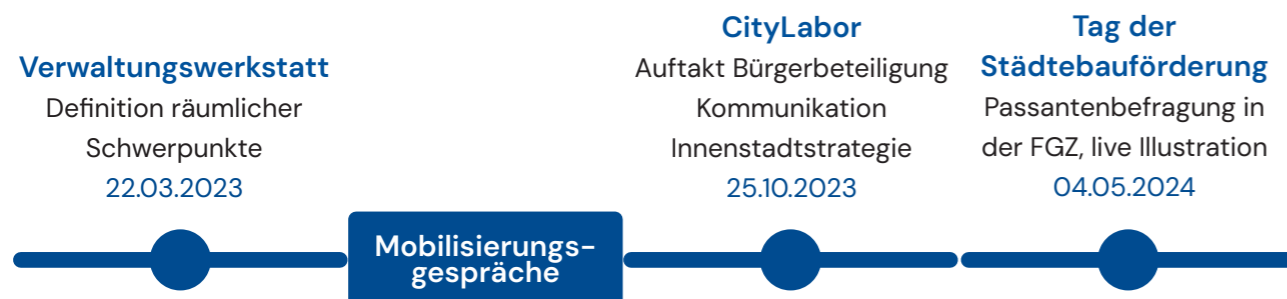 Verwaltungswerkstatt
Definition räumlicher
Schwerpunkte
22.03.2023
Mobilisierungs-
gespräche
CityLabor
Auftakt Bürgerbeteiligung
Kommunikation
Innenstadtstrategie
25.10.2023
Tag der
Städtebauförderung
Passantenbefragung in
der FGZ, live Illustration
04.05.2024